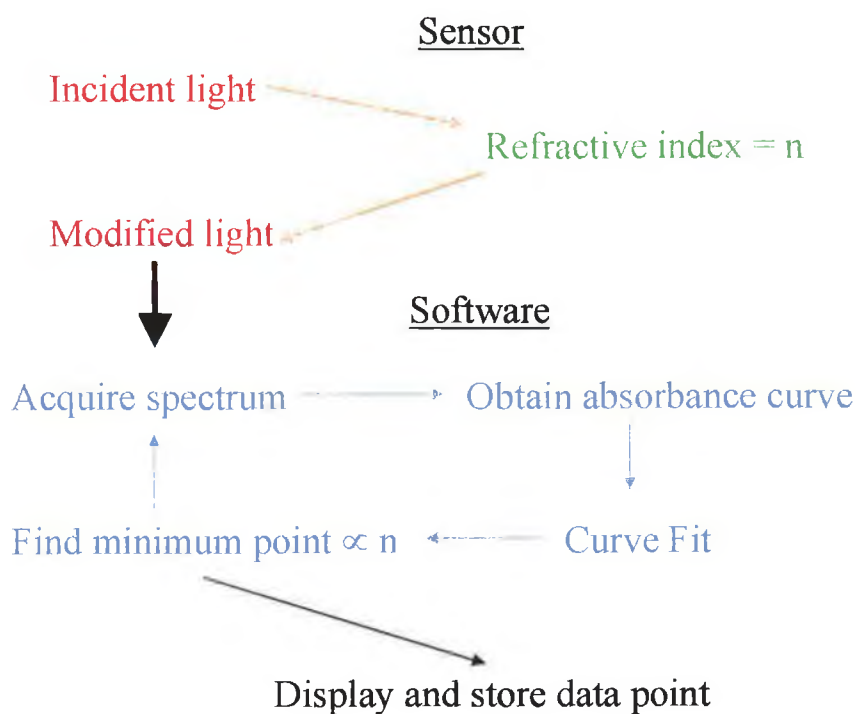 Sensor
Incident light
Refractive index = n
Modified light
Software
Acquire spectrum
Obtain absorbance curve
Find minimum point ∝ n
Curve Fit
Display and store data point